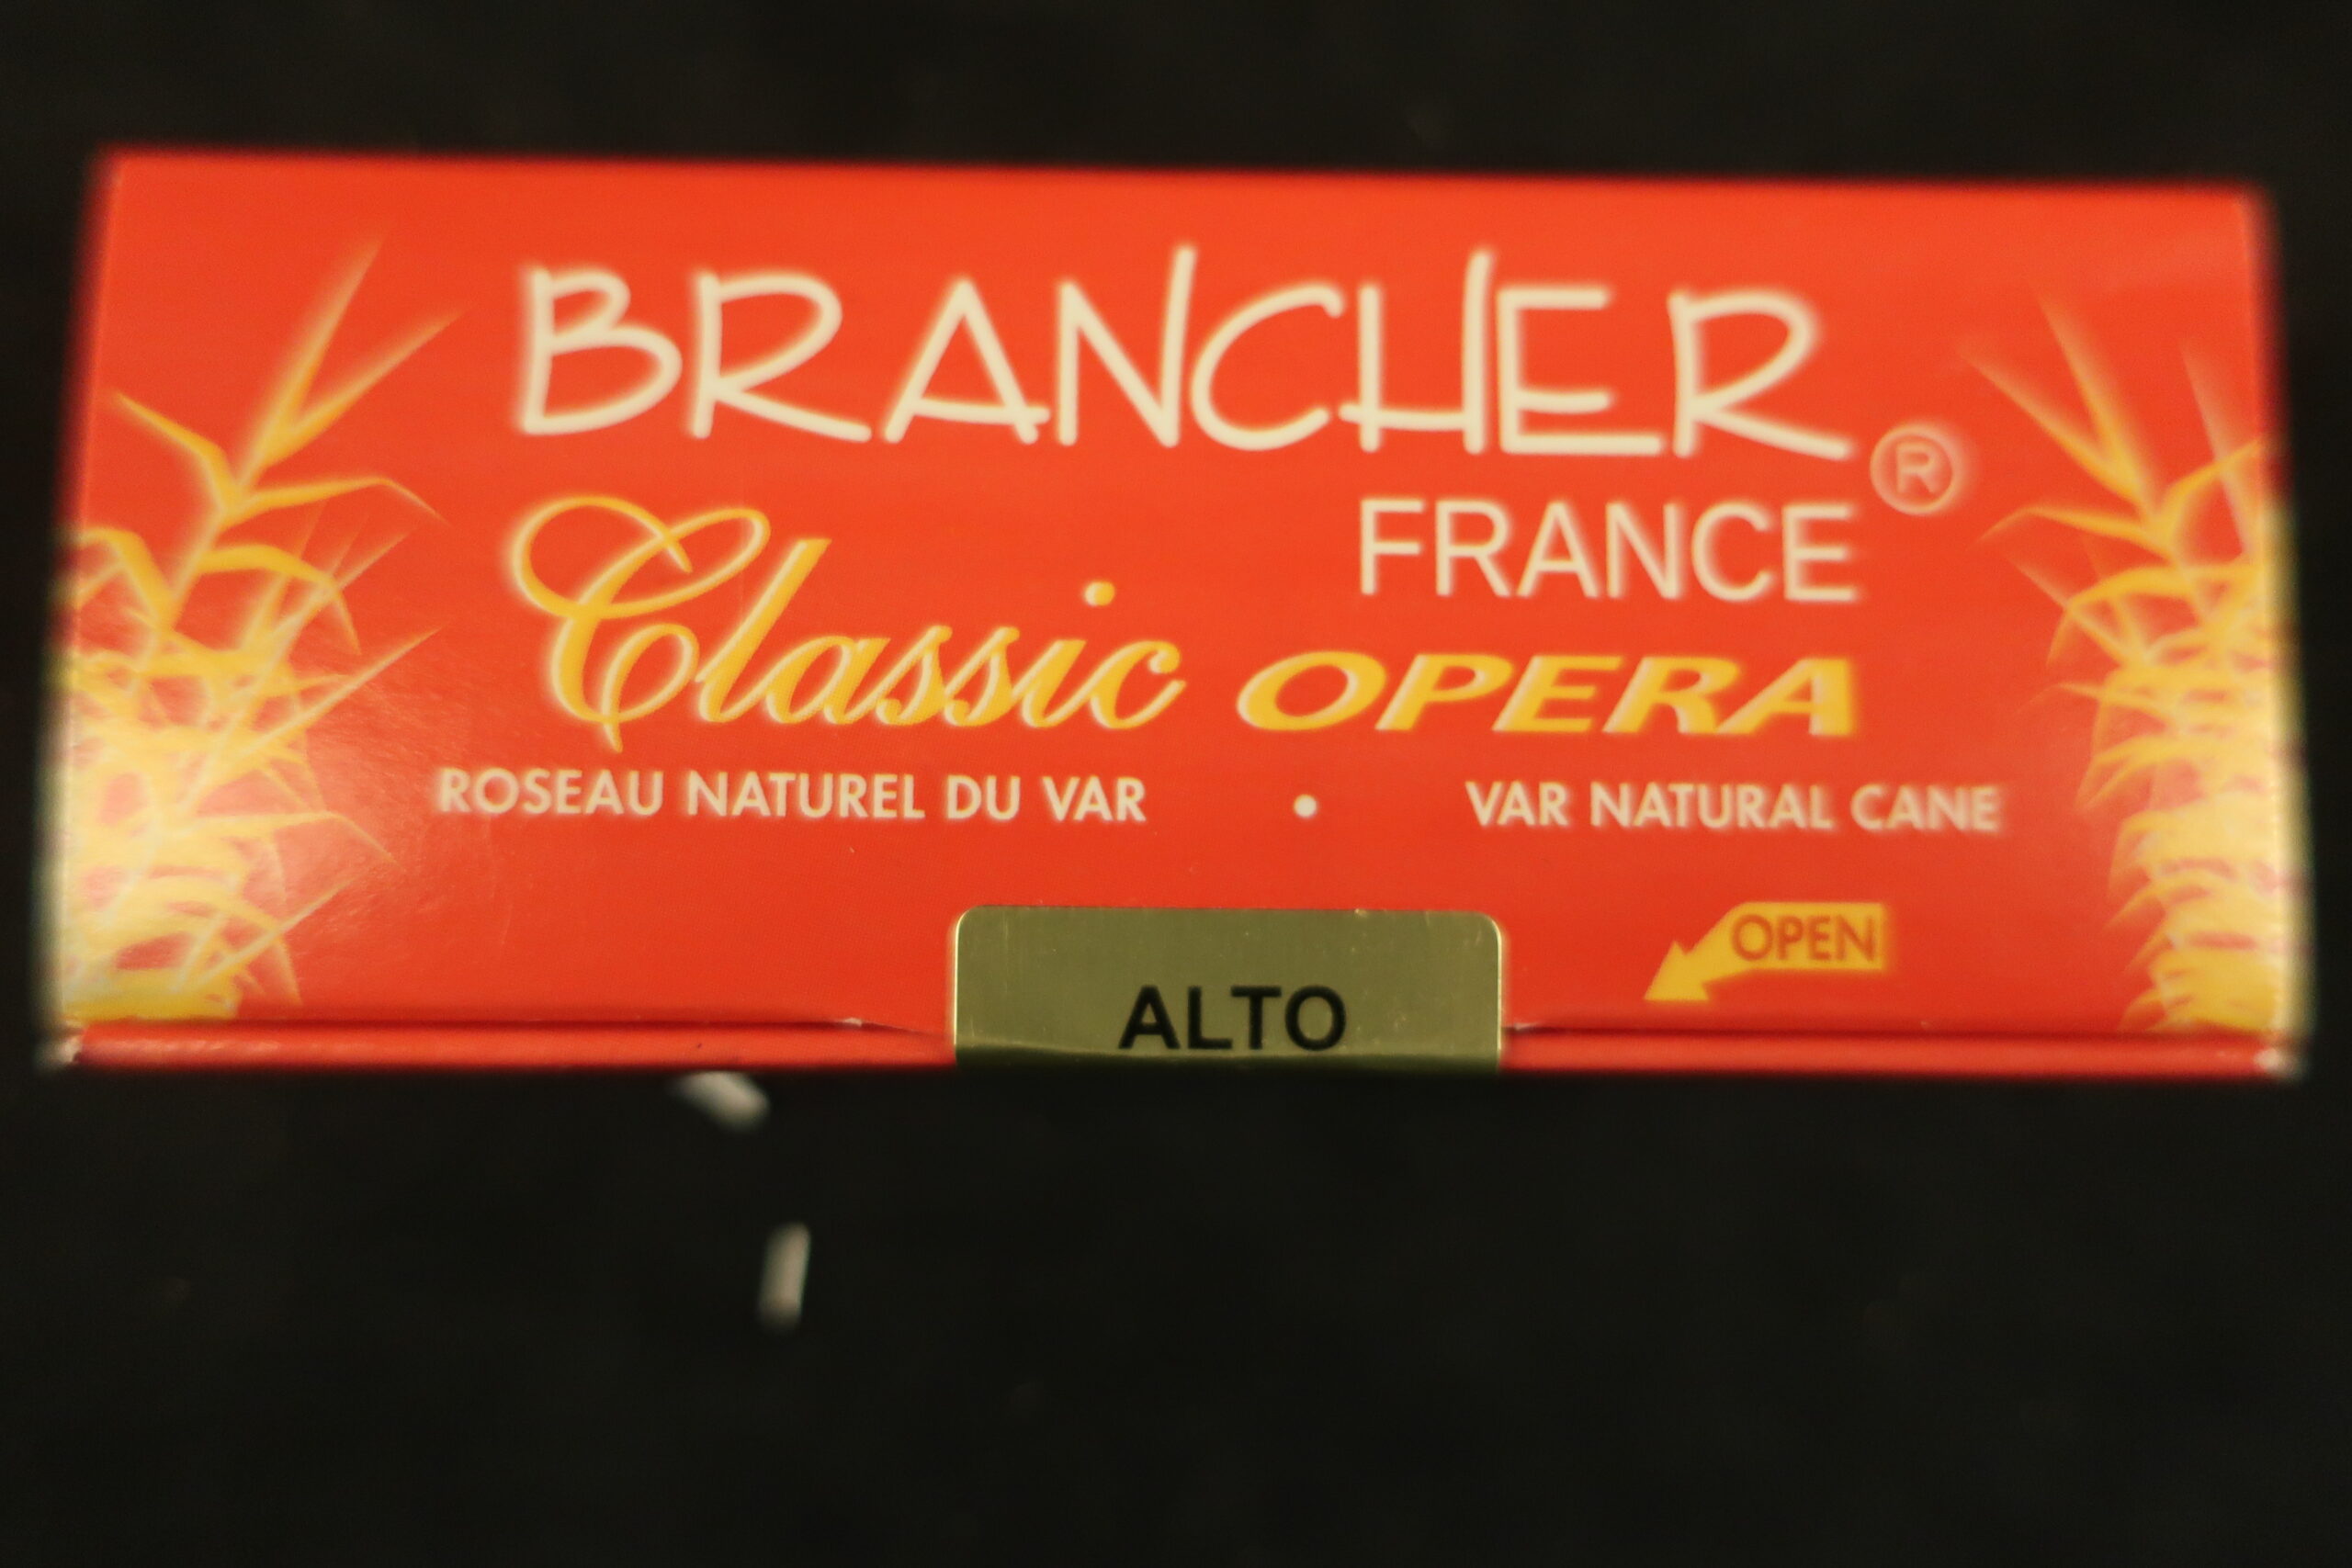 BRANCHER ®
FRANCE
Classic OPERA
ROSEAU NATUREL DU VAR • VAR NATURAL CANE
OPEN
ALTO